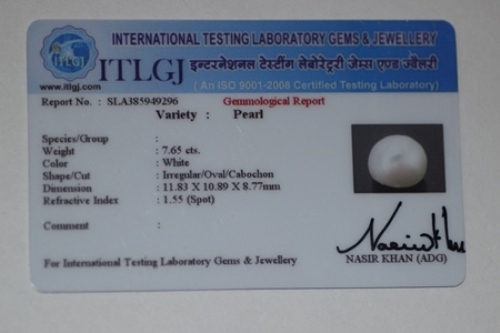 INTERNATIONAL TESTING LABORATORY GEMS & JEWELLERY
ITLGJ
ITLGJ इन्टरनेशनल टेस्टींग लेबोरेट्री जेम्स एण्ड ज्वैलरी
www.itlgj.com
( An ISO 9001-2008 Certified Testing Laboratory)
Report No. : SLA385949296 Gemmological Report
Variety : Pearl
Species/Group :
Weight : 7.65 cts.
Color : White
Shape/Cut : Irregular/Oval/Cabochon
Dimension : 11.83 X 10.89 X 8.77mm
Refractive Index : 1.55 (Spot)
Comment :
NASIR KHAN (ADG)
For International Testing Laboratory Gems & Jewellery